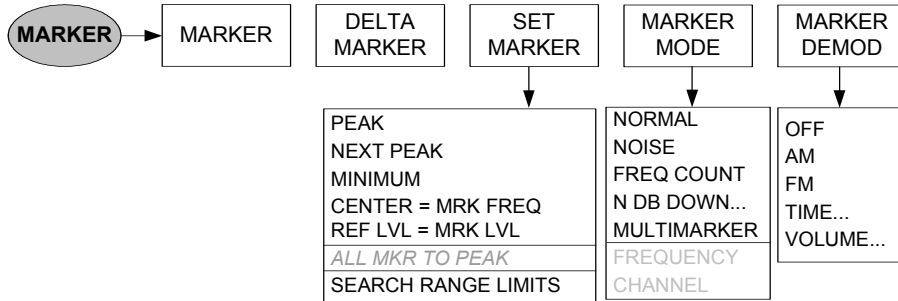 MARKER
MARKER
DELTA
MARKER
SET
MARKER
MARKER
MODE
MARKER
DEMOD
PEAK
NEXT PEAK
MINIMUM
CENTER = MRK FREQ
REF LVL = MRK LVL
ALL MKR TO PEAK
SEARCH RANGE LIMITS
NORMAL
NOISE
FREQ COUNT
N DB DOWN...
MULTIMARKER
FREQUENCY
CHANNEL
OFF
AM
FM
TIME...
VOLUME...